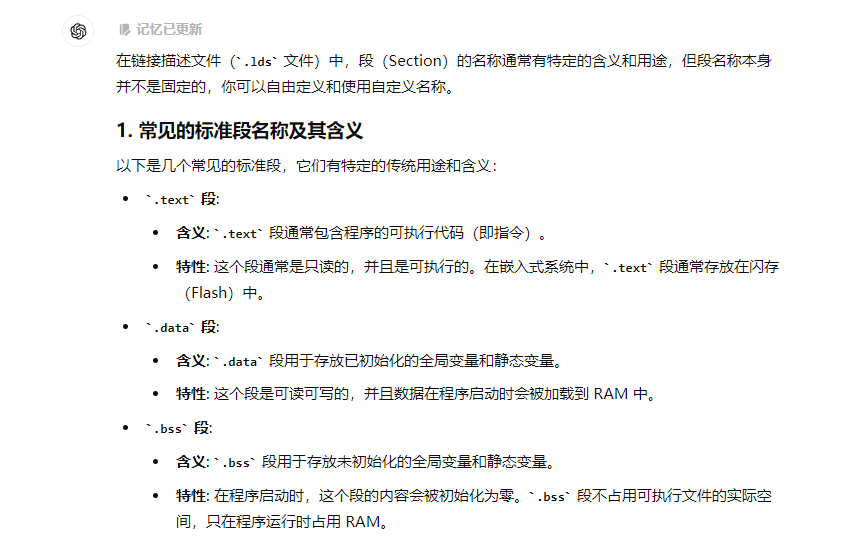 记忆已更新
在链接描述文件（`.lds` 文件）中，段（Section）的名称通常有特定的含义和用途，但段名称本身
并不是固定的，你可以自由定义和使用自定义名称。
1. 常见的标准段名称及其含义
以下是几个常见的标准段，它们有特定的传统用途和含义：
• `.text` 段:
• 含义: `.text` 段通常包含程序的可执行代码（即指令）。
• 特性: 这个段通常是只读的，并且是可执行的。在嵌入式系统中，`.text` 段通常存放在闪存
（Flash）中。
• `.data` 段:
• 含义: `.data` 段用于存放已初始化的全局变量和静态变量。
• 特性: 这个段是可读可写的，并且数据在程序启动时会被加载到 RAM 中。
• `.bss` 段:
• 含义: `.bss` 段用于存放未初始化的全局变量和静态变量。
• 特性: 在程序启动时，这个段的内容会被初始化为零。`.bss` 段不占用可执行文件的实际空
间，只在程序运行时占用 RAM。